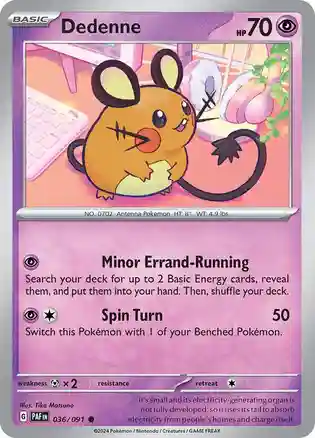 BASIC
Dedenne
HP 70
NO. 0702 Antenna Pokémon HT: 8" WT: 4.9 lbs
Minor Errand-Running
Search your deck for up to 2 Basic Energy cards, reveal
them, and put them into your hand. Then, shuffle your deck.
Spin Turn 50
Switch this Pokémon with 1 of your Benched Pokémon.
weakness ×2 resistance retreat
Illus. Tika Matsuno
G PAF EN 036/091
It's small and its electricity-generating organ is
not fully developed, so it uses its tail to absorb
electricity from people's homes and charge itself.
©2024 Pokémon / Nintendo / Creatures / GAME FREAK